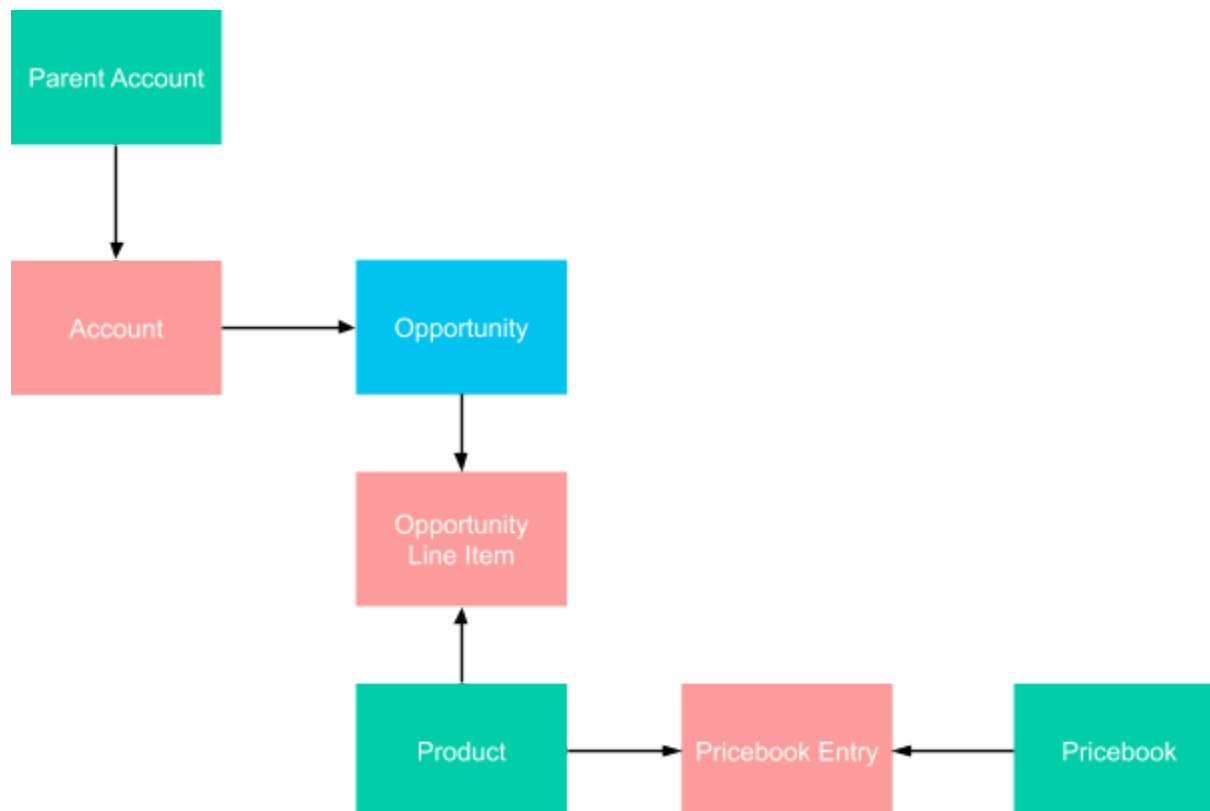 Parent Account
Account
Opportunity
Opportunity
Line Item
Product
Pricebook Entry
Pricebook